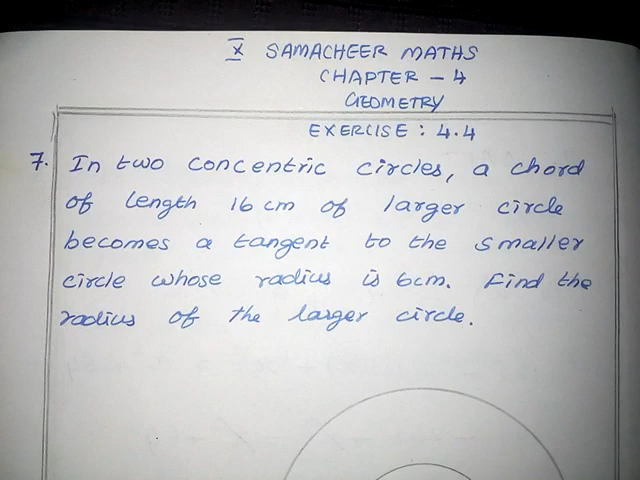 X SAMACHEER MATHS
CHAPTER - 4
GEOMETRY
EXERCISE : 4.4
7. In two concentric circles, a chord
of length 16 cm of larger circle
becomes a tangent to the smaller
circle whose radius is 6cm. Find the
radius of the larger circle.